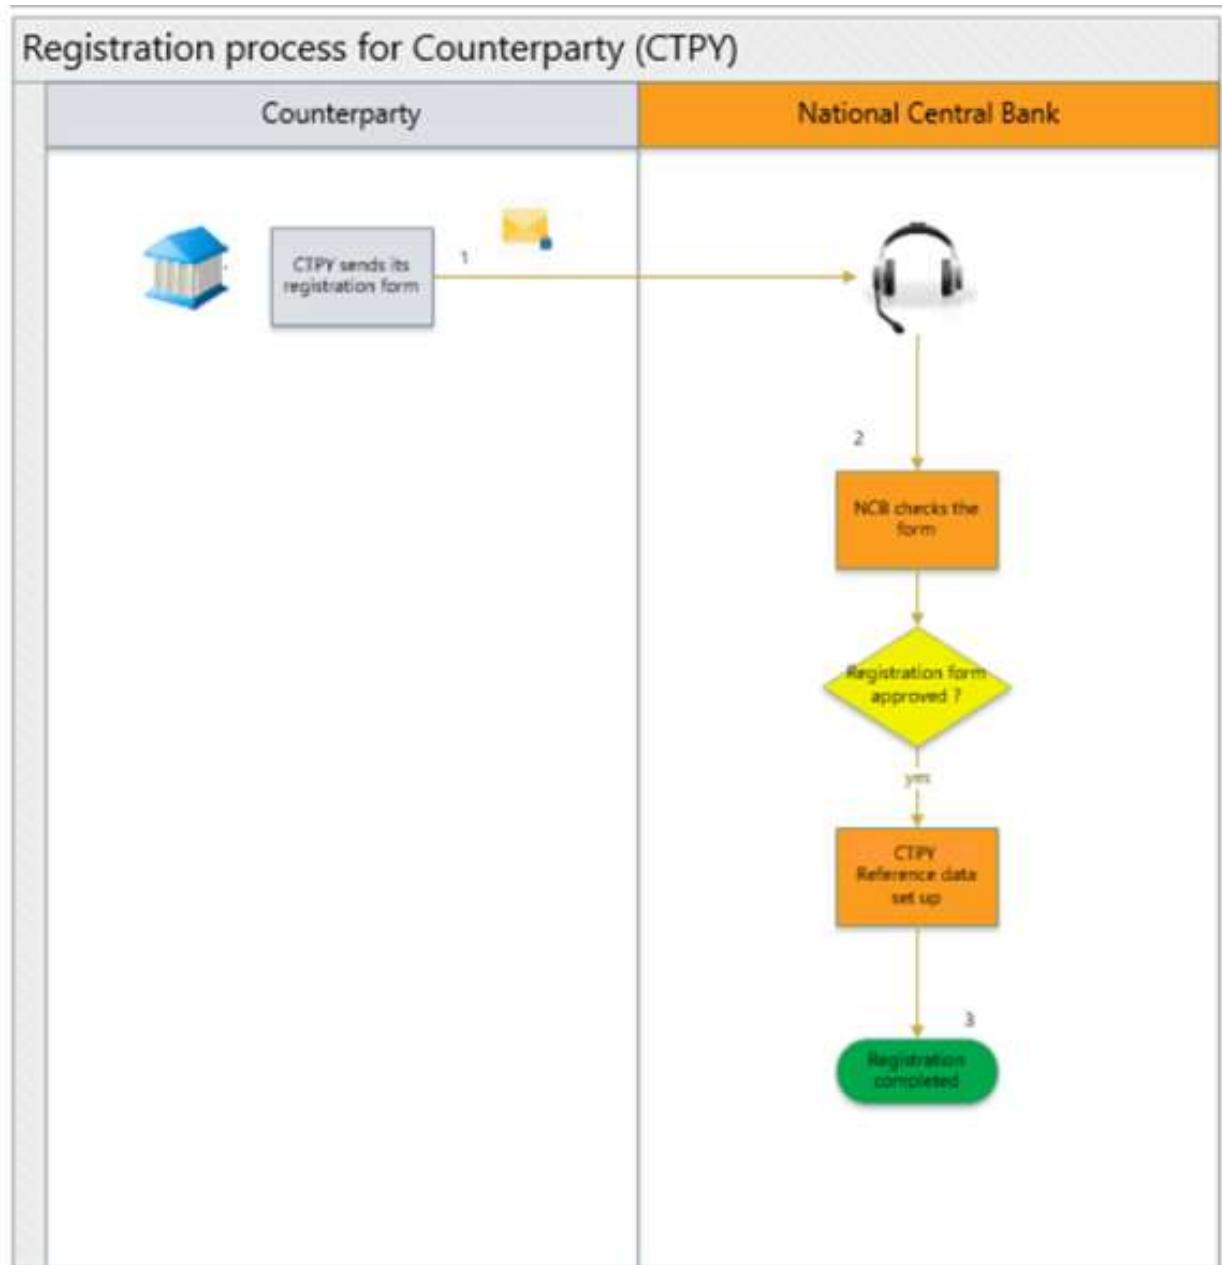 Registration process for Counterparty (CTPY)
Counterparty
National Central Bank
CTPY sends its
registration form
1
2
NCB checks the
form
Registration form
approved ?
yes
CTPY
Reference data
set up
3
Registration
completed